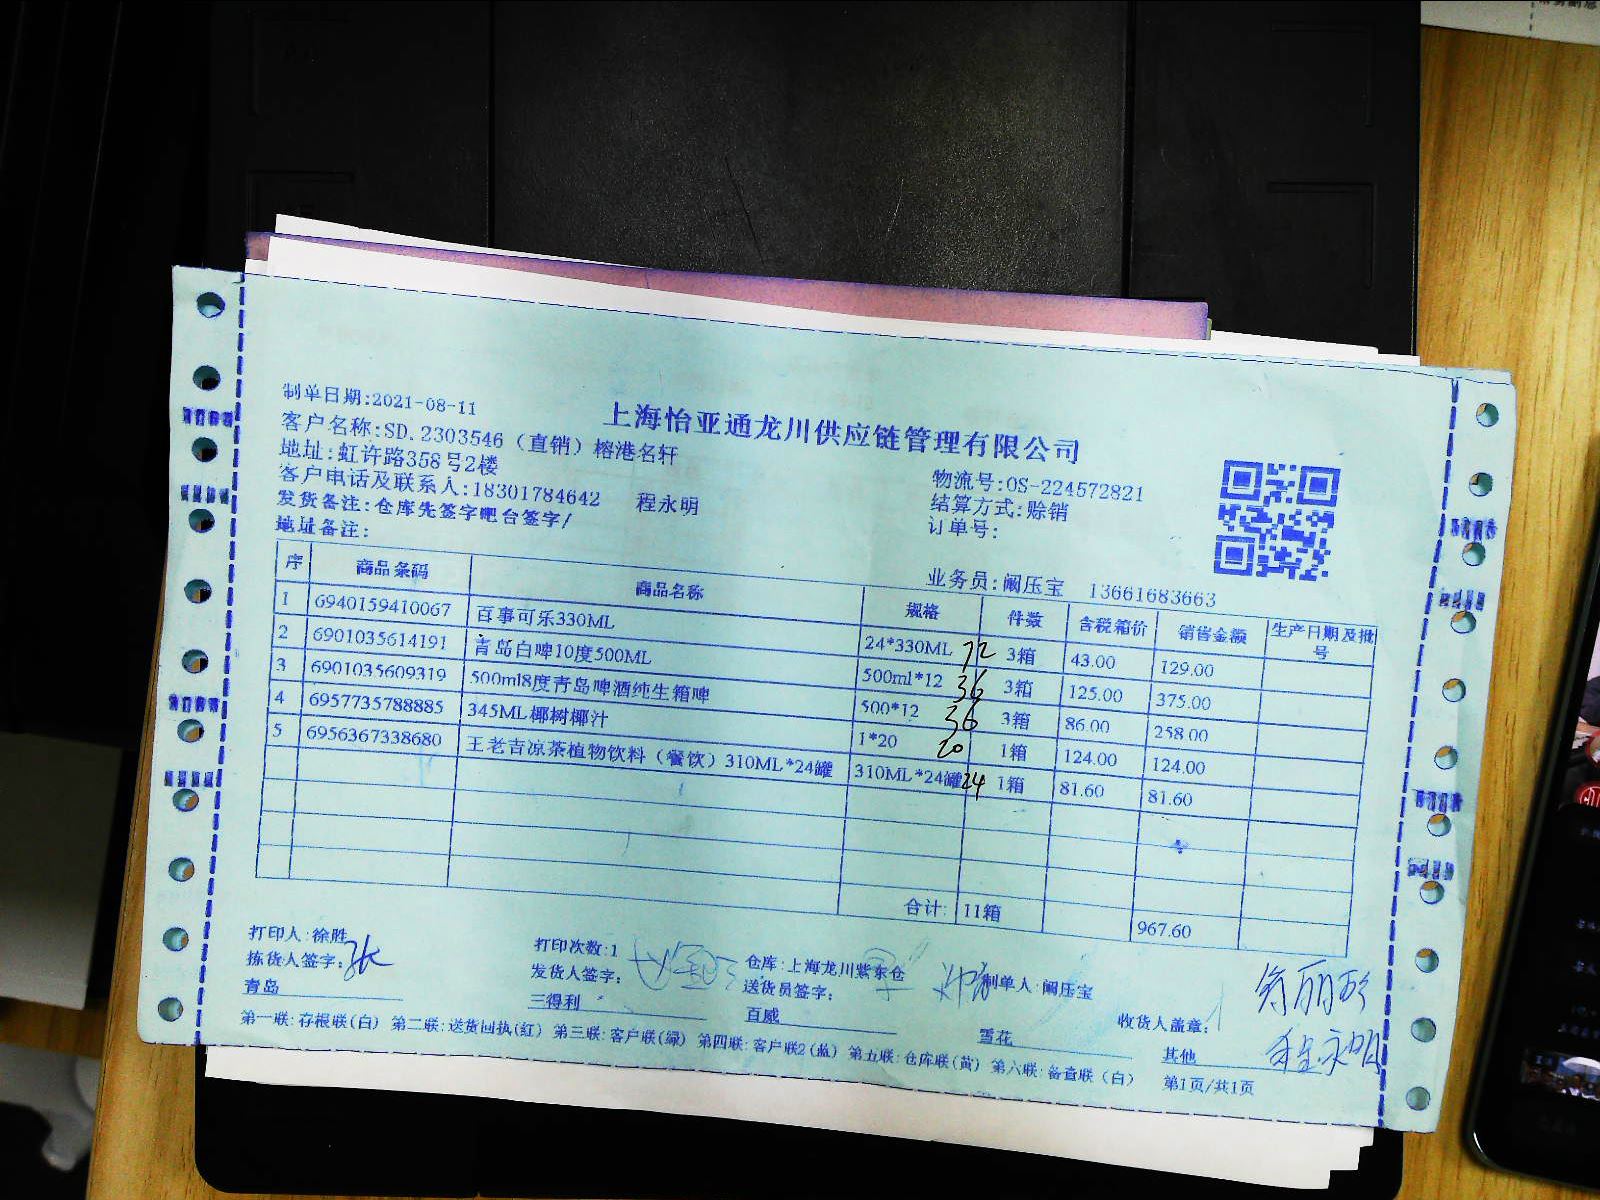 制单日期:2021-08-11
上海怡亚通龙川供应链管理有限公司
客户名称:SD.2303546（直销）榕港名轩
地址:虹许路358号2楼
客户电话及联系人:18301784642 程永明
发货备注:仓库先签字吧台签字/
地址备注:
物流号:OS-224572821
结算方式:赊销
订单号:
业务员:阚压宝 13661683663
序 商品条码 商品名称 规格 件数 含税箱价 销售金额 生产日期及批号
1 6940159410067 百事可乐330ML 24*330ML 72 3箱 43.00 129.00
2 6901035614191 青岛白啤10度500ML 500ml*12 36 3箱 125.00 375.00
3 6901035609319 500ml8度青岛啤酒纯生箱啤 500*12 36 3箱 86.00 258.00
4 6957735788885 345ML椰树椰汁 1*20 20 1箱 124.00 124.00
5 6956367338680 王老吉凉茶植物饮料（餐饮）310ML*24罐 310ML*24罐 24 1箱 81.60 81.60
合计: 11箱 967.60
打印人:徐胜 打印次数:1 仓库:上海龙川紫东仓 制单人:阚压宝
拣货人签字: 发货人签字: 送货员签字: 收货人盖章:
程永明
青岛 三得利 百威 雪花 其他
第一联:存根联(白) 第二联:送货回执(红) 第三联:客户联(绿) 第四联:客户联2(蓝) 第五联:仓库联(黄) 第六联:备查联（白） 第1页/共1页